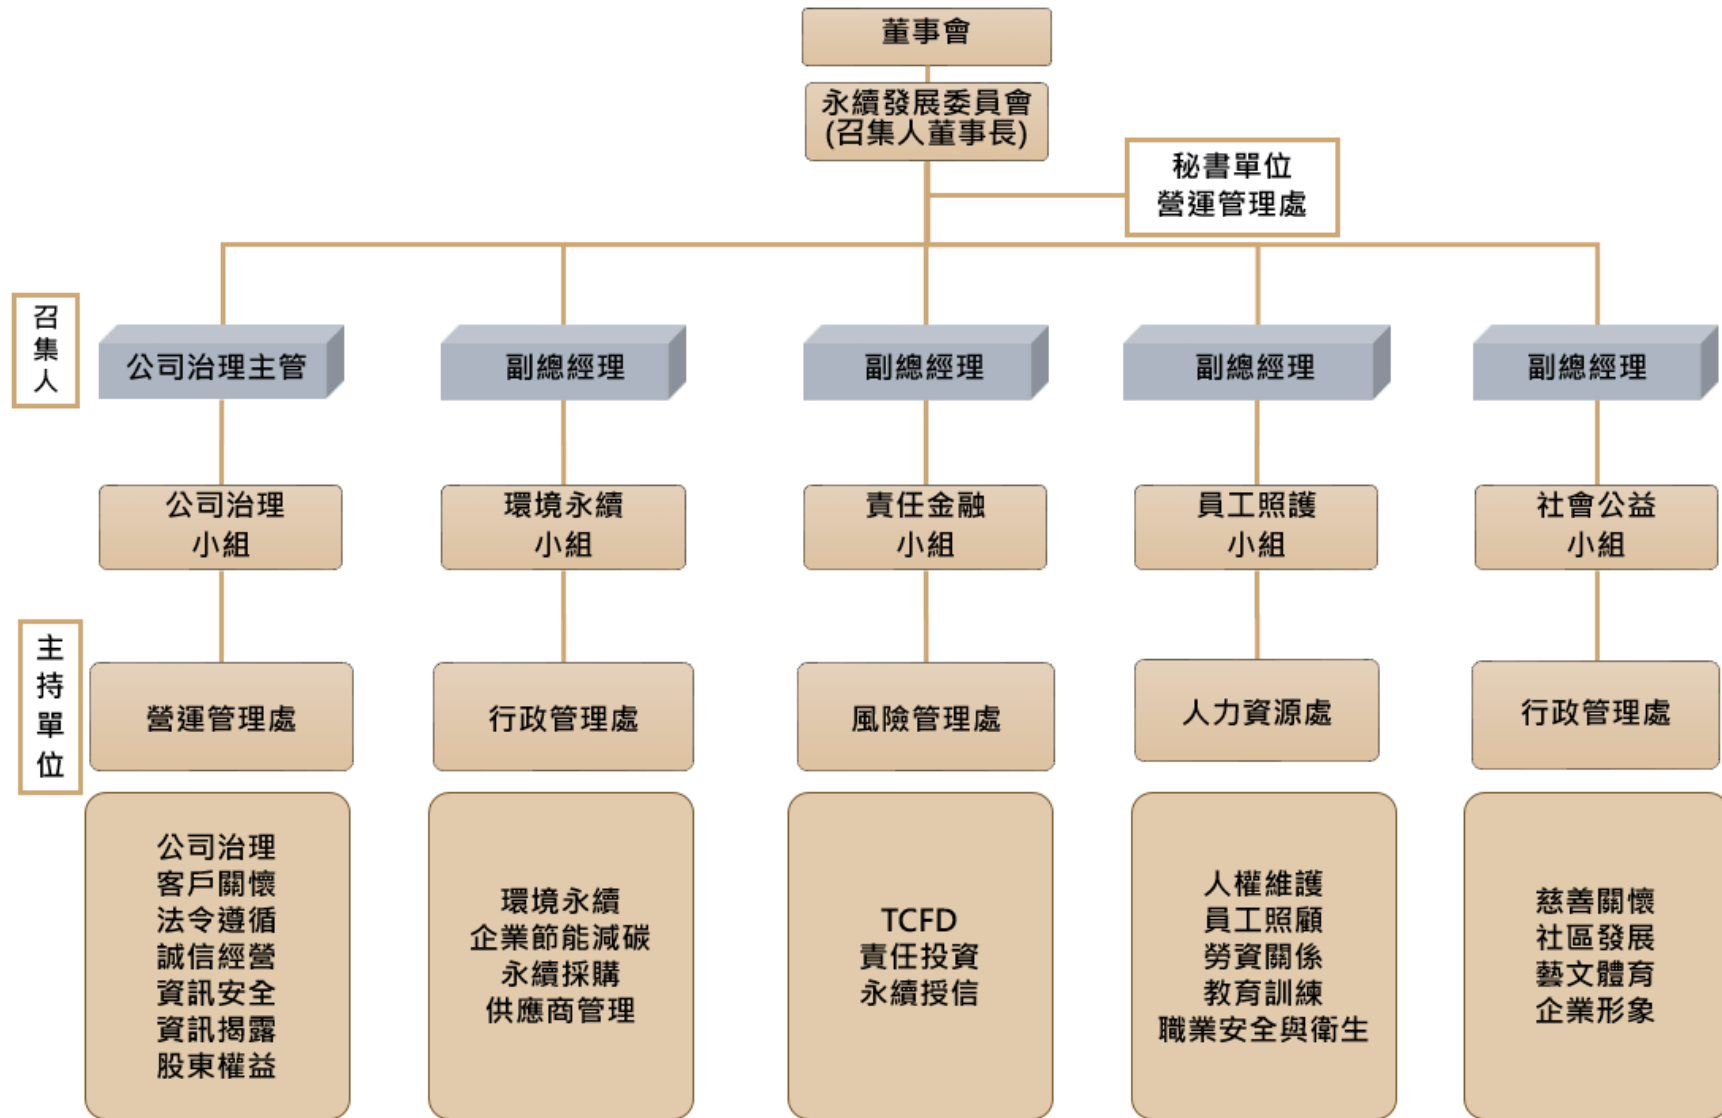 董事會
永續發展委員會
(召集人董事長)
秘書單位
營運管理處
召
集
人
公司治理主管
副總經理
副總經理
副總經理
副總經理
公司治理
小組
環境永續
小組
責任金融
小組
員工照護
小組
社會公益
小組
主
持
單
位
營運管理處
行政管理處
風險管理處
人力資源處
行政管理處
公司治理
客戶關懷
法令遵循
誠信經營
資訊安全
資訊揭露
股東權益
環境永續
企業節能減碳
永續採購
供應商管理
TCFD
責任投資
永續授信
人權維護
員工照顧
勞資關係
教育訓練
職業安全與衛生
慈善關懷
社區發展
藝文體育
企業形象